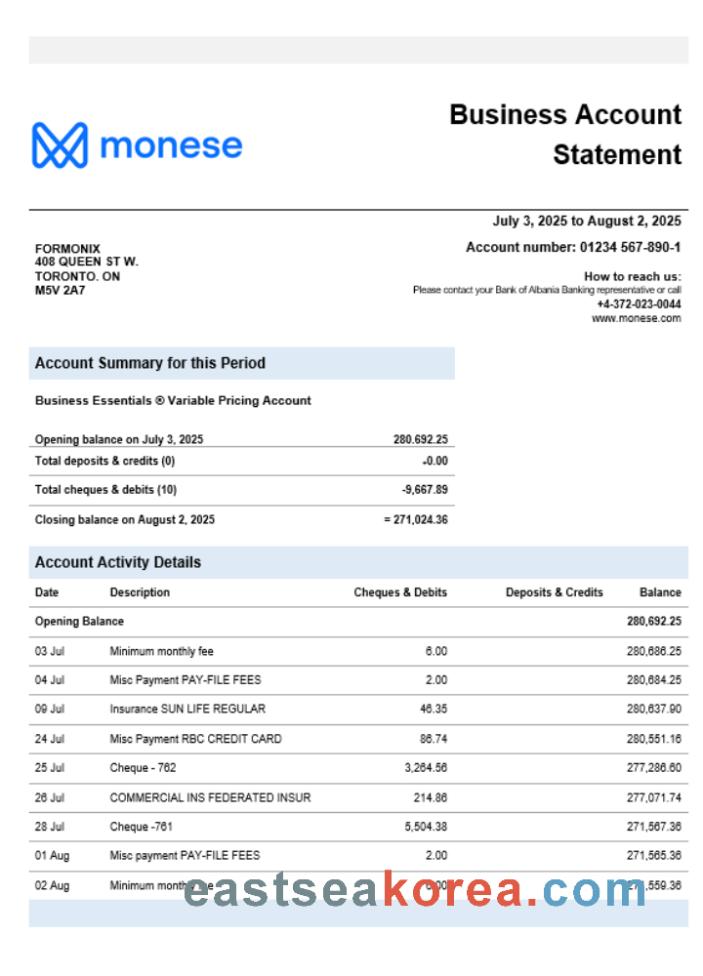 monese
Business Account
Statement
July 3, 2025 to August 2, 2025
Account number: 01234 567-890-1
FORMONIX
408 QUEEN ST W.
TORONTO. ON
M5V 2A7
How to reach us:
Please contact your Bank of Albania Banking representative or call
+4-372-023-0044
www.monese.com
Account Summary for this Period
Business Essentials ® Variable Pricing Account
Opening balance on July 3, 2025 280.692.25
Total deposits & credits (0) -0.00
Total cheques & debits (10) -9,667.89
Closing balance on August 2, 2025 = 271,024.36
Account Activity Details
Date Description Cheques & Debits Deposits & Credits Balance
Opening Balance 280,692.25
03 Jul Minimum monthly fee 6.00 280,686.25
04 Jul Misc Payment PAY-FILE FEES 2.00 280,684.25
09 Jul Insurance SUN LIFE REGULAR 46.35 280,637.90
24 Jul Misc Payment RBC CREDIT CARD 86.74 280,551.16
25 Jul Cheque - 762 3,264.56 277,286.60
26 Jul COMMERCIAL INS FEDERATED INSUR 214.86 277,071.74
28 Jul Cheque -761 5,504.38 271,567.36
01 Aug Misc payment PAY-FILE FEES 2.00 271,565.36
02 Aug Minimum monthly fee 6.00 271,559.36
eastseakorea.com